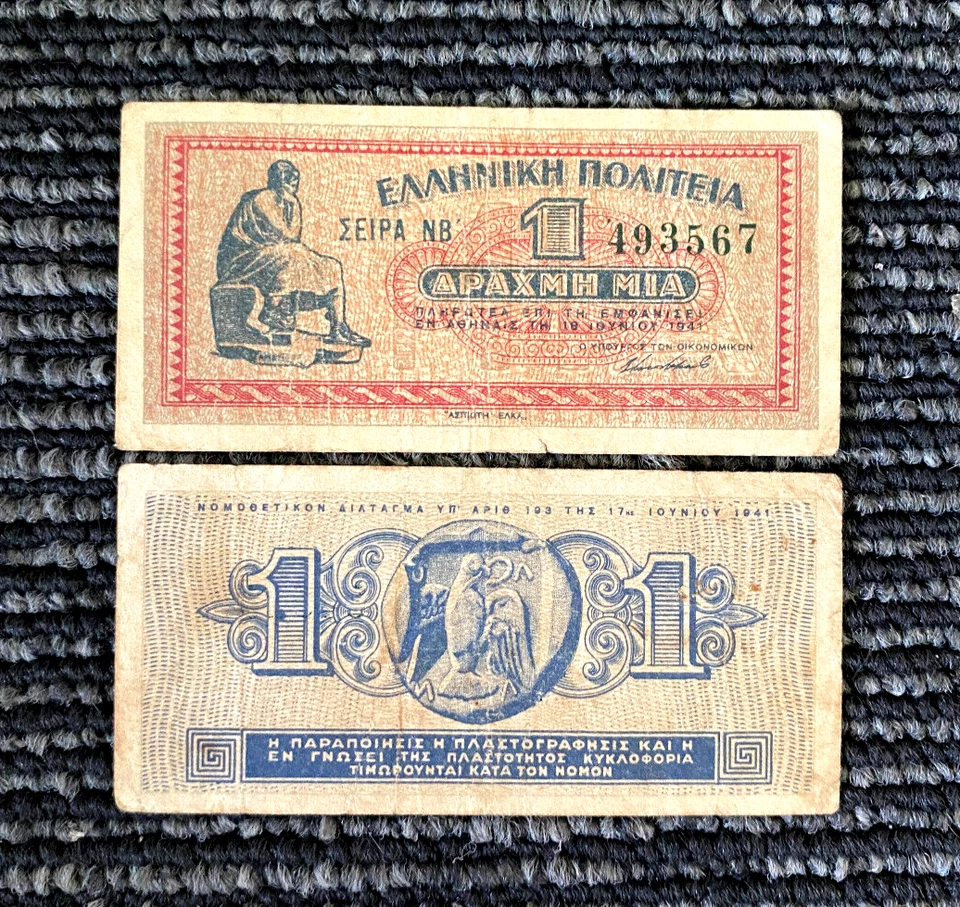 ΕΛΛΗΝΙΚΗ ΠΟΛΙΤΕΙΑ
ΣΕΙΡΑ ΝΒ΄ 1 493567
ΔΡΑΧΜΗ ΜΙΑ
ΠΛΗΡΩΤΕΑ ΕΠΙ ΤΗ ΕΜΦΑΝΙΣΕΙ
ΕΝ ΑΘΗΝΑΙΣ ΤΗ 18 ΙΟΥΝΙΟΥ 1941
Ο ΥΠΟΥΡΓΟΣ ΤΩΝ ΟΙΚΟΝΟΜΙΚΩΝ
"ΑΣΠΙΩΤΗ ΕΛΚΑ„
ΝΟΜΟΘΕΤΙΚΟΝ ΔΙΑΤΑΓΜΑ ΥΠ' ΑΡΙΘ 193 ΤΗΣ 17ης ΙΟΥΝΙΟΥ 1941
1 1
Η ΠΑΡΑΠΟΙΗΣΙΣ Η ΠΛΑΣΤΟΓΡΑΦΗΣΙΣ ΚΑΙ Η
ΕΝ ΓΝΩΣΕΙ ΤΗΣ ΠΛΑΣΤΟΤΗΤΟΣ ΚΥΚΛΟΦΟΡΙΑ
ΤΙΜΩΡΟΥΝΤΑΙ ΚΑΤΑ ΤΟΝ ΝΟΜΟΝ